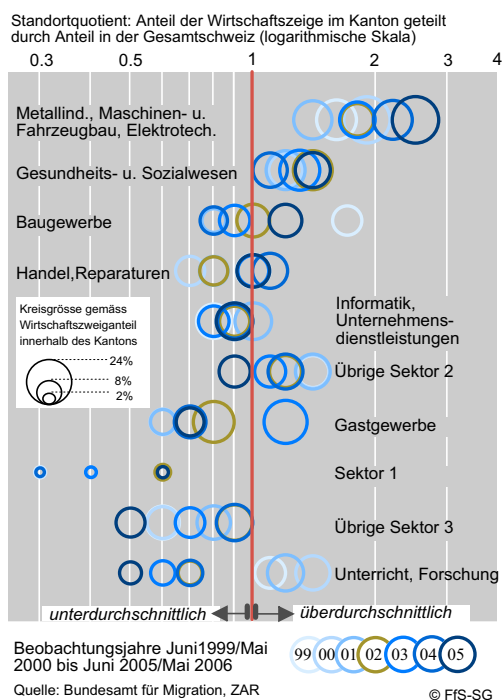 Standortquotient: Anteil der Wirtschaftszeige im Kanton geteilt
durch Anteil in der Gesamtschweiz (logarithmische Skala)
0.3 0.5 1 2 3 4
Metallind., Maschinen- u.
Fahrzeugbau, Elektrotech.
Gesundheits- u. Sozialwesen
Baugewerbe
Handel,Reparaturen
Informatik,
Unternehmens-
dienstleistungen
Kreisgrösse gemäss
Wirtschaftszweiganteil
innerhalb des Kantons
24%
8%
2%
Übrige Sektor 2
Gastgewerbe
Sektor 1
Übrige Sektor 3
Unterricht, Forschung
unterdurchschnittlich überdurchschnittlich
Beobachtungsjahre Juni1999/Mai
2000 bis Juni 2005/Mai 2006
99 00 01 02 03 04 05
Quelle: Bundesamt für Migration, ZAR
© FfS-SG